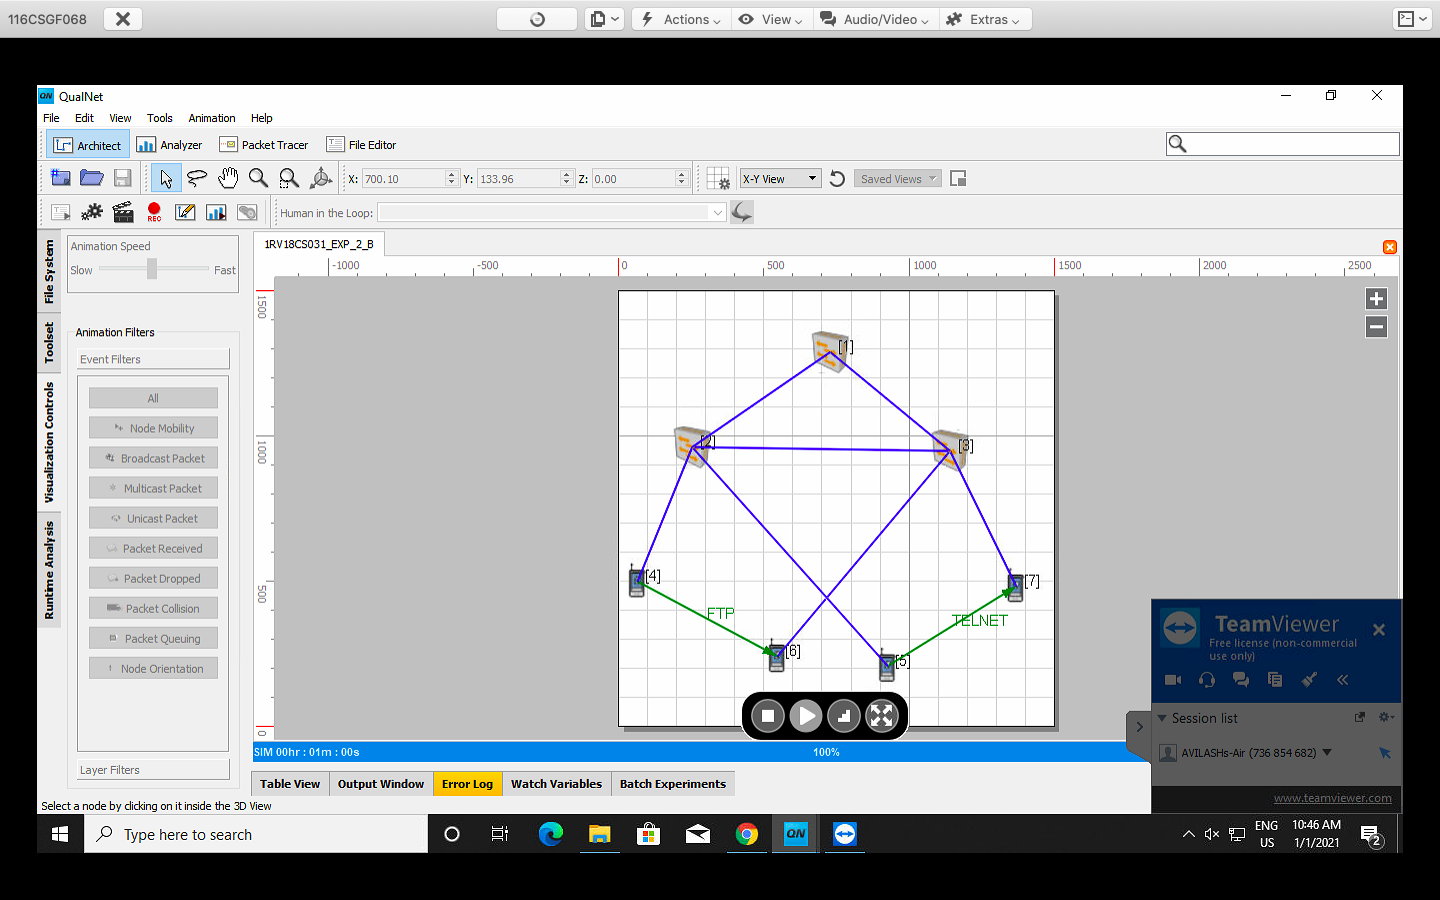 116CSGF068
Actions
View
Audio/Video
Extras
QN QualNet
File Edit View Tools Animation Help
Architect Analyzer Packet Tracer File Editor
X: 700.10 Y: 133.96 Z: 0.00
X-Y View
Saved Views
REC
Human in the Loop:
File System
Toolset
Visualization Controls
Runtime Analysis
Animation Speed
Slow Fast
Animation Filters
Event Filters
All
Node Mobility
Broadcast Packet
Multicast Packet
Unicast Packet
Packet Received
Packet Dropped
Packet Collision
Packet Queuing
Node Orientation
Layer Filters
1RV18CS031_EXP_2_B
-1000 -500 0 500 1000 1500 2000 2500
1500
1000
500
0
[1]
[2]
[3]
[4]
[7]
FTP
TELNET
[6]
[5]
SIM 00hr : 01m : 00s 100%
Table View Output Window Error Log Watch Variables Batch Experiments
Select a node by clicking on it inside the 3D View
TeamViewer
Free license (non-commercial
use only)
Session list
AVILASHs-Air (736 854 682)
www.teamviewer.com
Type here to search
QN
ENG
US
10:46 AM
1/1/2021
2